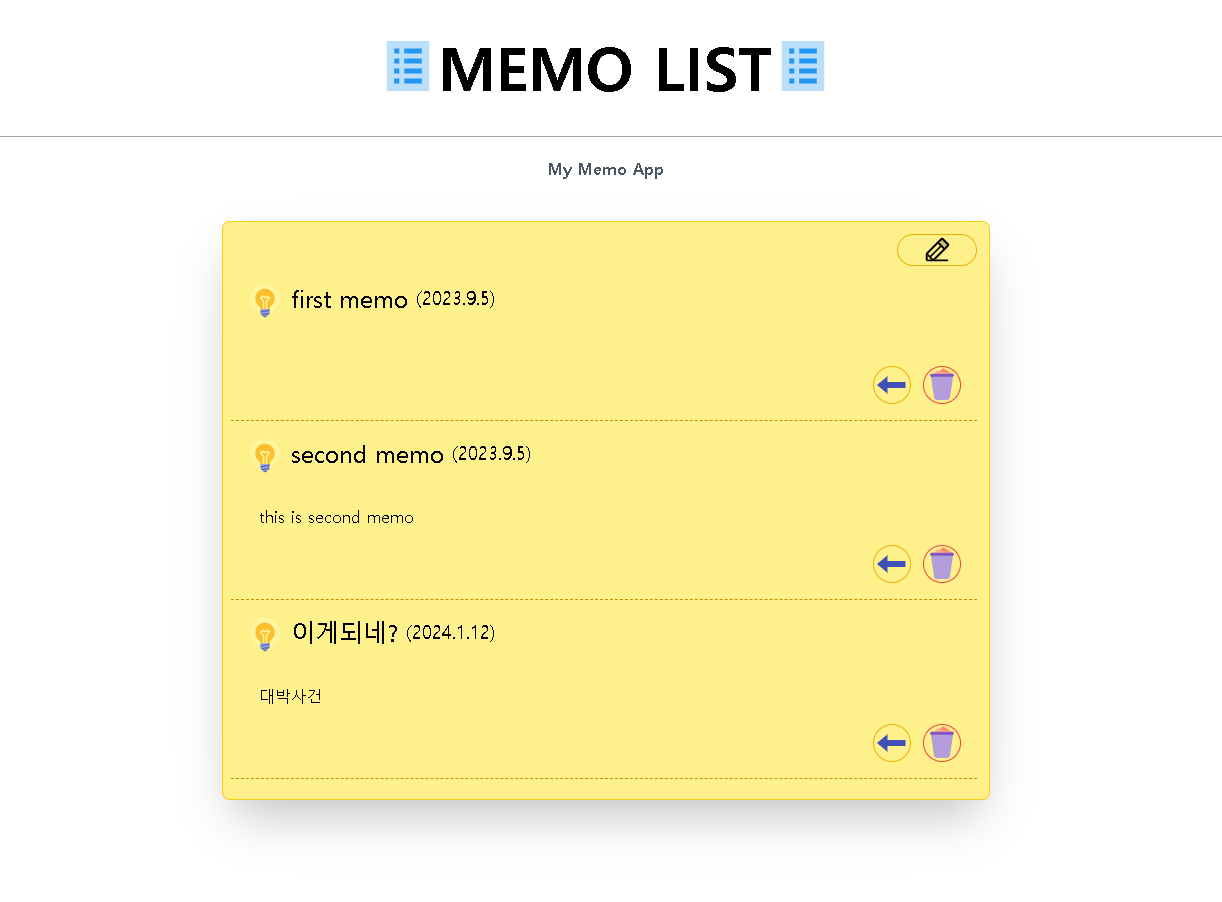 MEMO LIST
My Memo App
first memo (2023.9.5)
second memo (2023.9.5)
this is second memo
이게되네? (2024.1.12)
대박사건